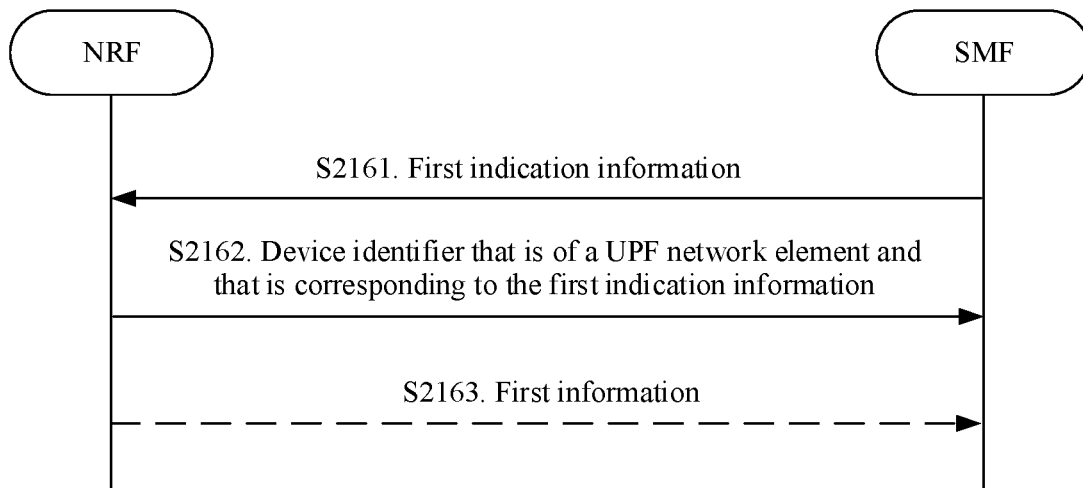 NRF
SMF
S2161. First indication information
S2162. Device identifier that is of a UPF network element and
that is corresponding to the first indication information
S2163. First information